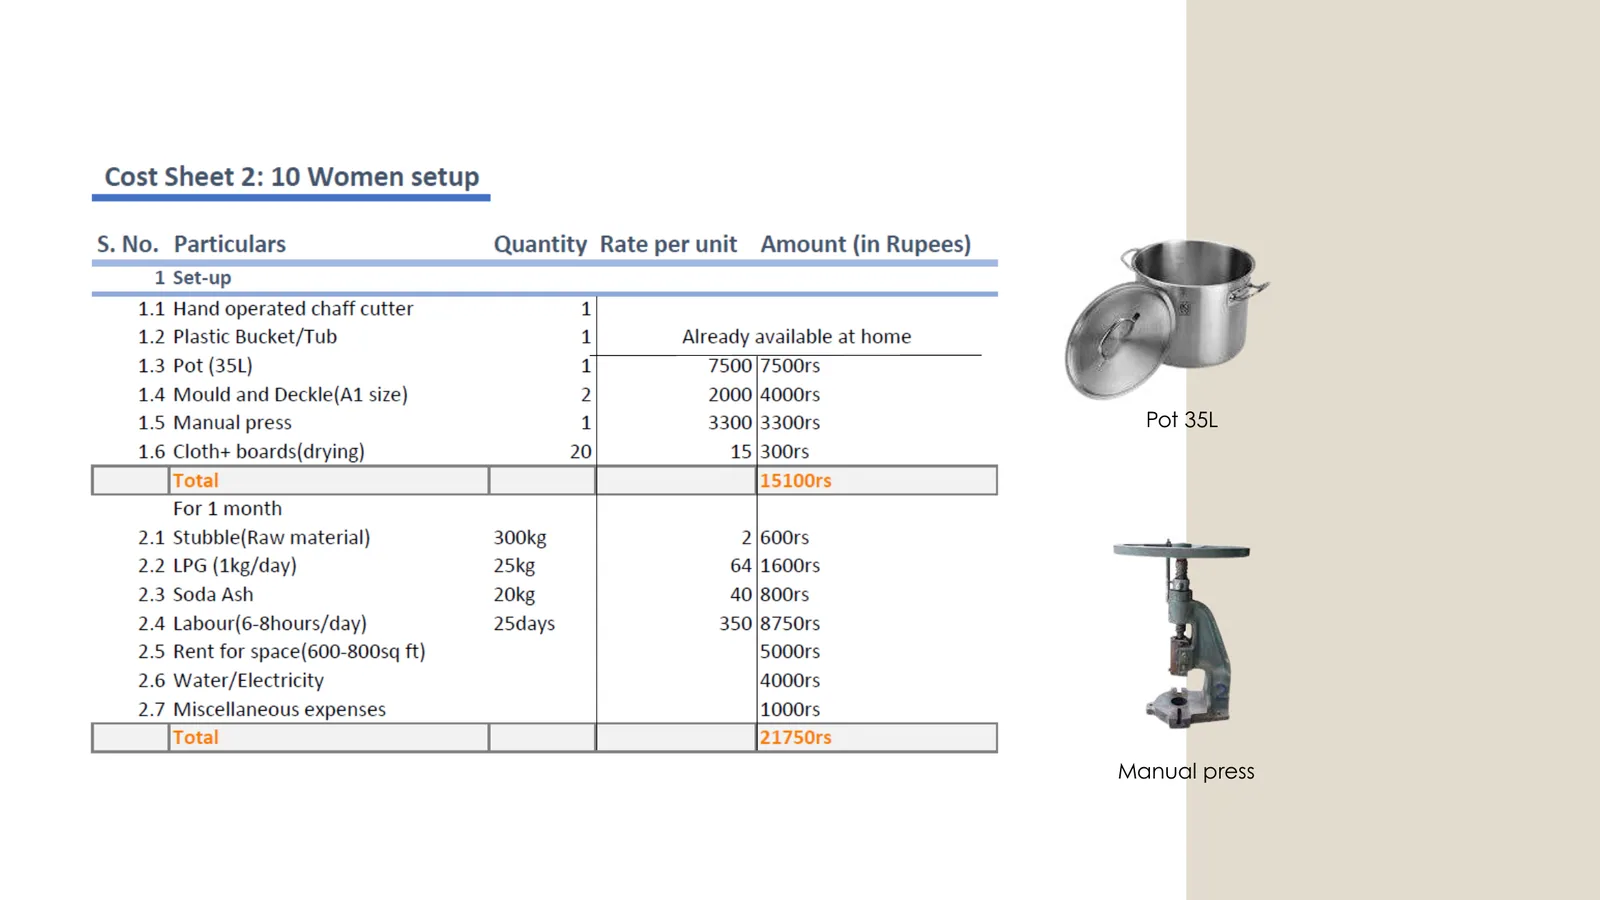 Cost Sheet 2: 10 Women setup
S. No. Particulars Quantity Rate per unit Amount (in Rupees)
1 Set-up
1.1 Hand operated chaff cutter 1
1.2 Plastic Bucket/Tub 1 Already available at home
1.3 Pot (35L) 1 7500 7500rs
1.4 Mould and Deckle(A1 size) 2 2000 4000rs
1.5 Manual press 1 3300 3300rs
1.6 Cloth+ boards(drying) 20 15 300rs
Total 15100rs
For 1 month
2.1 Stubble(Raw material) 300kg 2 600rs
2.2 LPG (1kg/day) 25kg 64 1600rs
2.3 Soda Ash 20kg 40 800rs
2.4 Labour(6-8hours/day) 25days 350 8750rs
2.5 Rent for space(600-800sq ft) 5000rs
2.6 Water/Electricity 4000rs
2.7 Miscellaneous expenses 1000rs
Total 21750rs
Pot 35L
2
Manual press